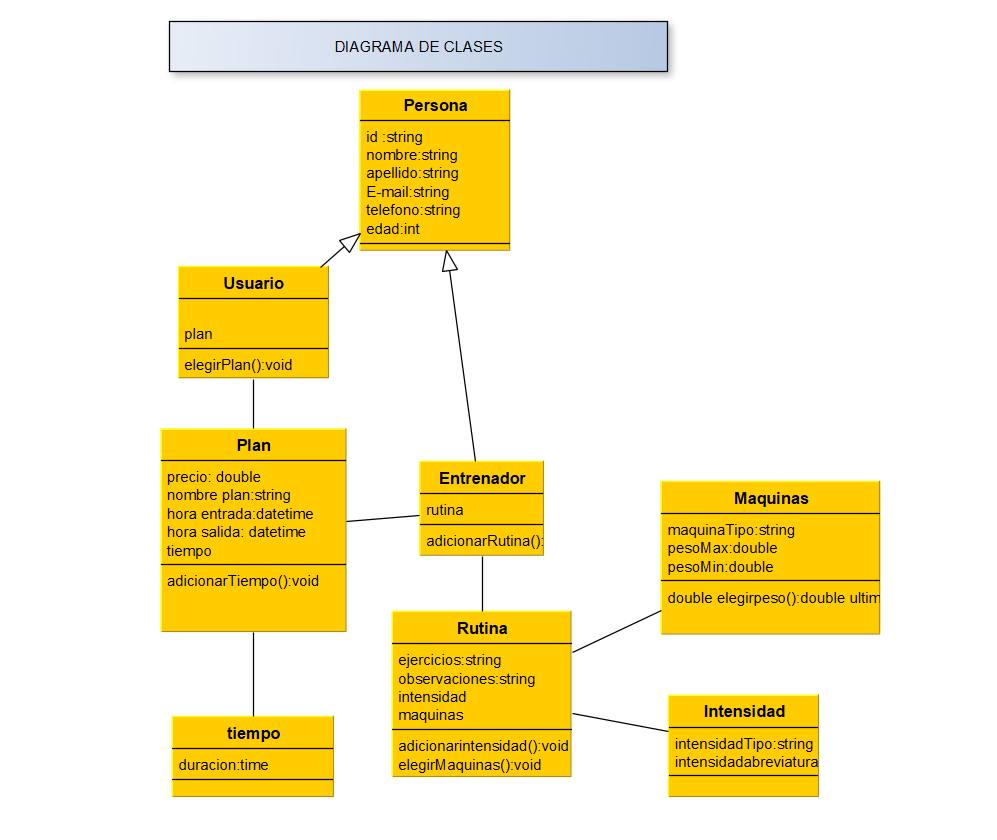 DIAGRAMA DE CLASES
Persona
id :string
nombre:string
apellido:string
E-mail:string
telefono:string
edad:int
Usuario
plan
elegirPlan():void
Plan
precio: double
nombre plan:string
hora entrada:datetime
hora salida: datetime
tiempo
adicionarTiempo():void
Entrenador
rutina
adicionarRutina():
Maquinas
maquinaTipo:string
pesoMax:double
pesoMin:double
double elegirpeso():double ultim
Rutina
ejercicios:string
observaciones:string
intensidad
maquinas
adicionarintensidad():void
elegirMaquinas():void
Intensidad
intensidadTipo:string
intensidadabreviatura
tiempo
duracion:time